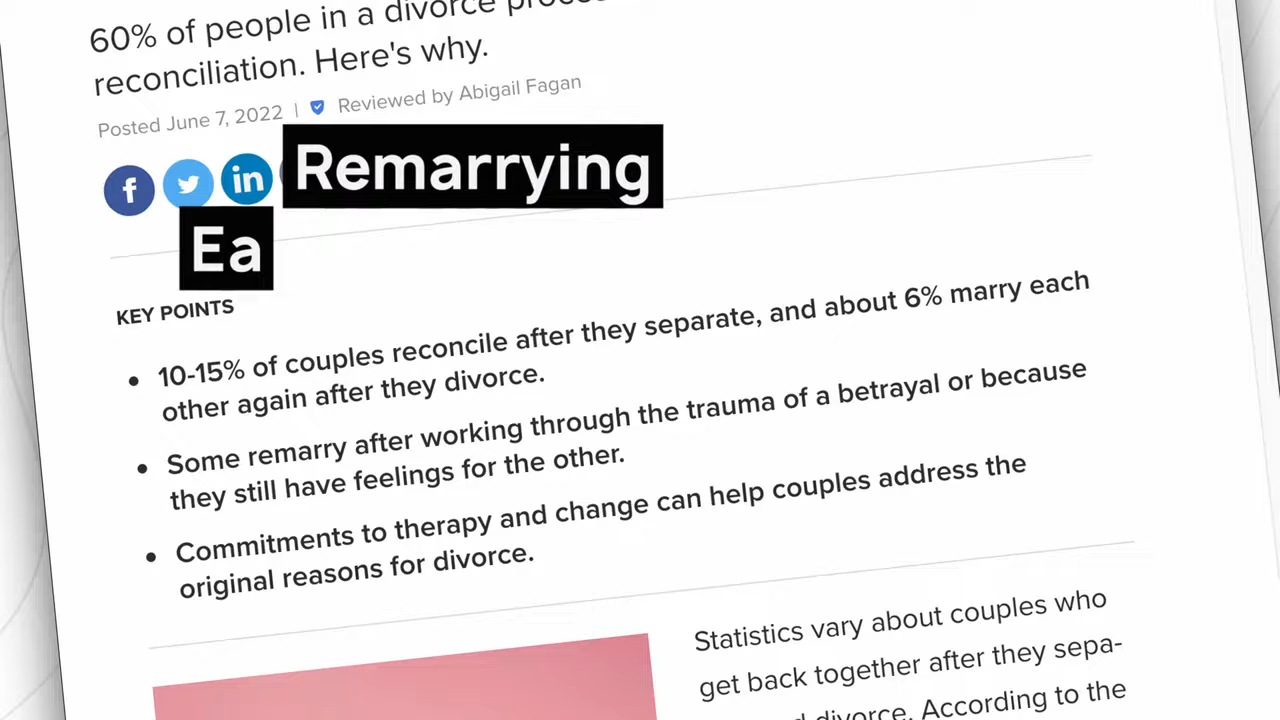 60% of people in a divorce
reconciliation. Here's why.
Posted June 7, 2022 | Reviewed by Abigail Fagan
f in
Remarrying
Ea
KEY POINTS
• 10-15% of couples reconcile after they separate, and about 6% marry each
other again after they divorce.
• Some remarry after working through the trauma of a betrayal or because
they still have feelings for the other.
• Commitments to therapy and change can help couples address the
original reasons for divorce.
Statistics vary about couples who
get back together after they sepa-
divorce. According to the